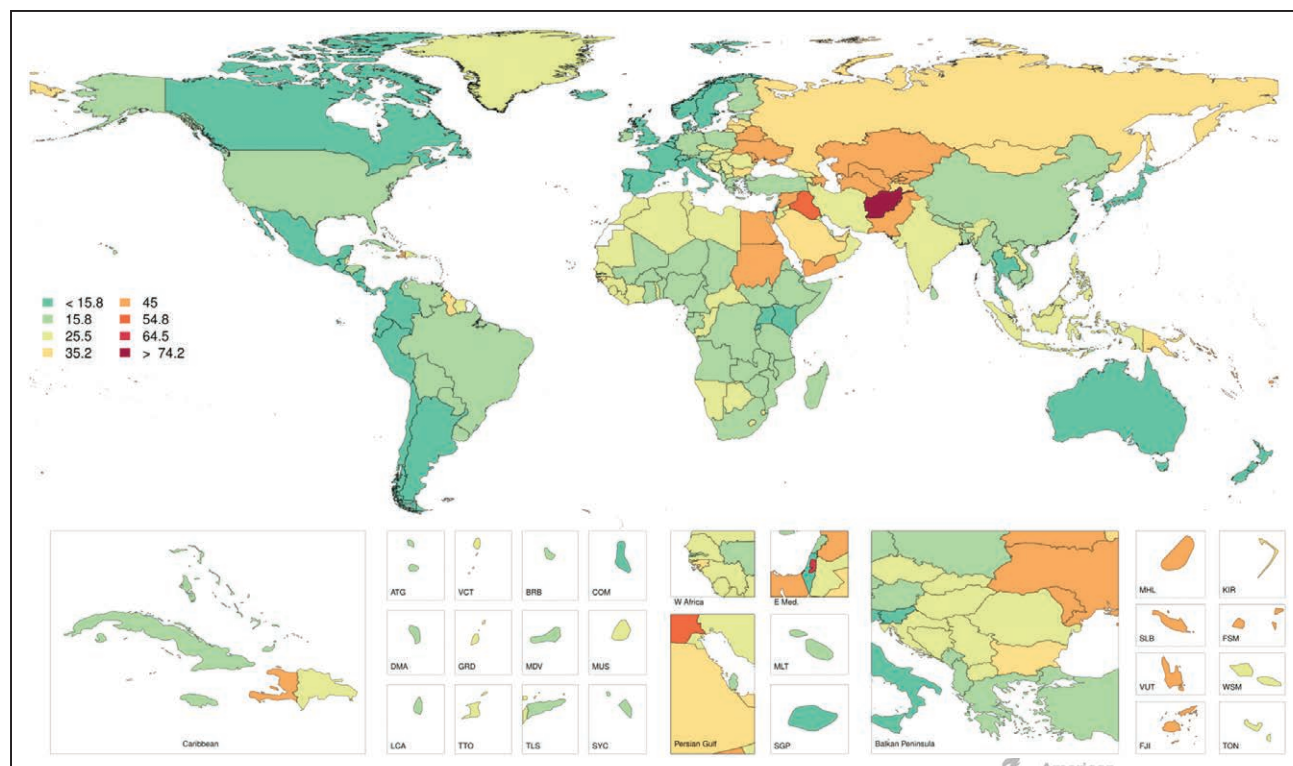 < 15.8
15.8
25.5
35.2
45
54.8
64.5
> 74.2
Caribbean
ATG
VCT
BRB
COM
DMA
GRD
MDV
MUS
LCA
TTO
TLS
SYC
W Africa
E Med.
Persian Gulf
MLT
SGP
Balkan Peninsula
MHL
KIR
SLB
FSM
VUT
WSM
FJI
TON